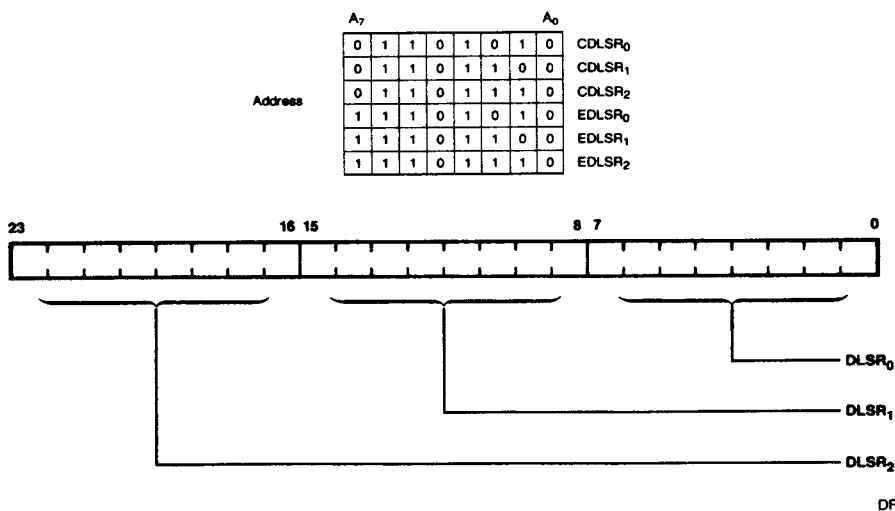 A₇ A₀
0 1 1 0 1 0 1 0 CDLSR₀
0 1 1 0 1 1 0 0 CDLSR₁
0 1 1 0 1 1 1 0 CDLSR₂
Address
1 1 1 0 1 0 1 0 EDLSR₀
1 1 1 0 1 1 0 0 EDLSR₁
1 1 1 0 1 1 1 0 EDLSR₂
23 16 15 8 7 0
DLSR₀
DLSR₁
DLSR₂
DF